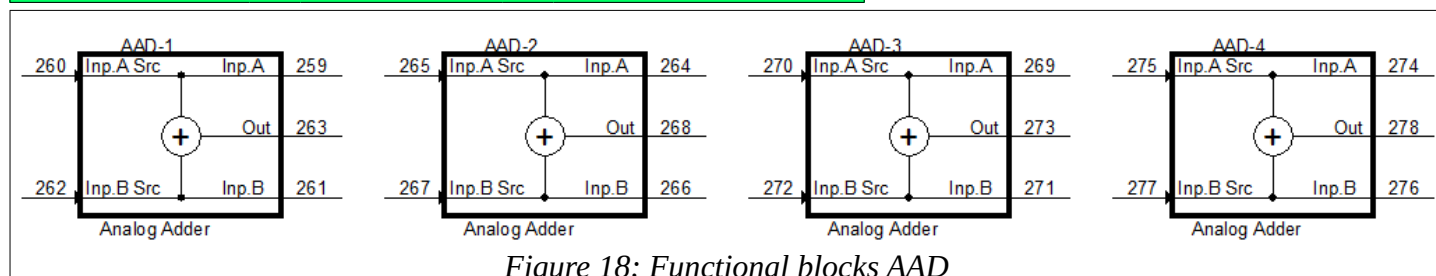 AAD-1 AAD-2 AAD-3 AAD-4
260 Inp.A Src Inp.A 259 265 Inp.A Src Inp.A 264 270 Inp.A Src Inp.A 269 275 Inp.A Src Inp.A 274
+ Out 263 + Out 268 + Out 273 + Out 278
262 Inp.B Src Inp.B 261 267 Inp.B Src Inp.B 266 272 Inp.B Src Inp.B 271 277 Inp.B Src Inp.B 276
Analog Adder Analog Adder Analog Adder Analog Adder
Figure 18: Functional blocks AAD